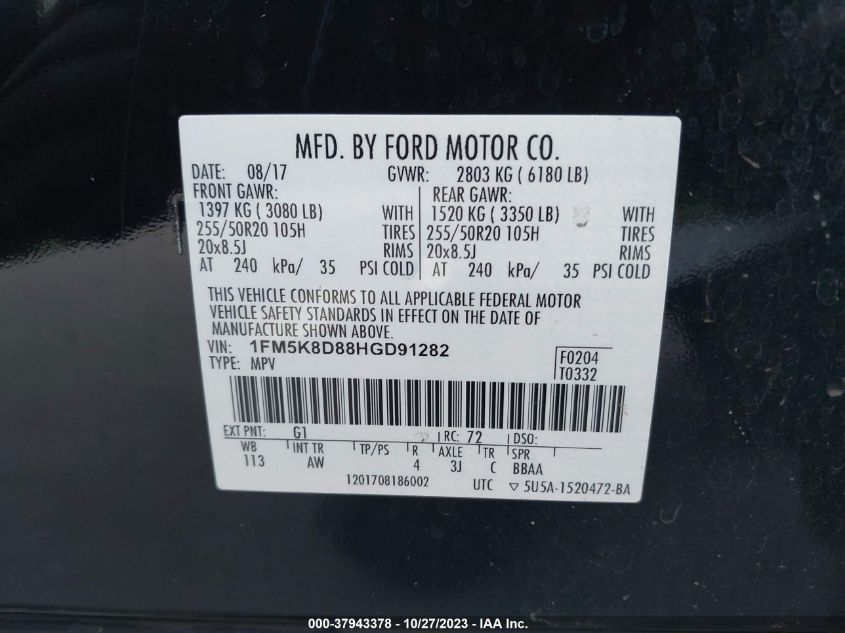 MFD. BY FORD MOTOR CO.
DATE: 08/17 GVWR: 2803 KG ( 6180 LB)
FRONT GAWR: REAR GAWR:
1397 KG ( 3080 LB) WITH 1520 KG ( 3350 LB) WITH
255/50R20 105H TIRES 255/50R20 105H TIRES
20x8.5J RIMS 20x8.5J RIMS
AT 240 kPa/ 35 PSI COLD AT 240 kPa/ 35 PSI COLD
THIS VEHICLE CONFORMS TO ALL APPLICABLE FEDERAL MOTOR
VEHICLE SAFETY STANDARDS IN EFFECT ON THE DATE OF
MANUFACTURE SHOWN ABOVE.
VIN: 1FM5K8D88HGD91282 F0204
TYPE: MPV T0332
EXT PNT: G1 RC: 72 DSO:
WB INT TR TP/PS R AXLE TR SPR
113 AW 4 3J C BBAA
1201708186002 UTC ▽ 5U5A-1520472-BA
000-37943378 - 10/27/2023 - IAA Inc.